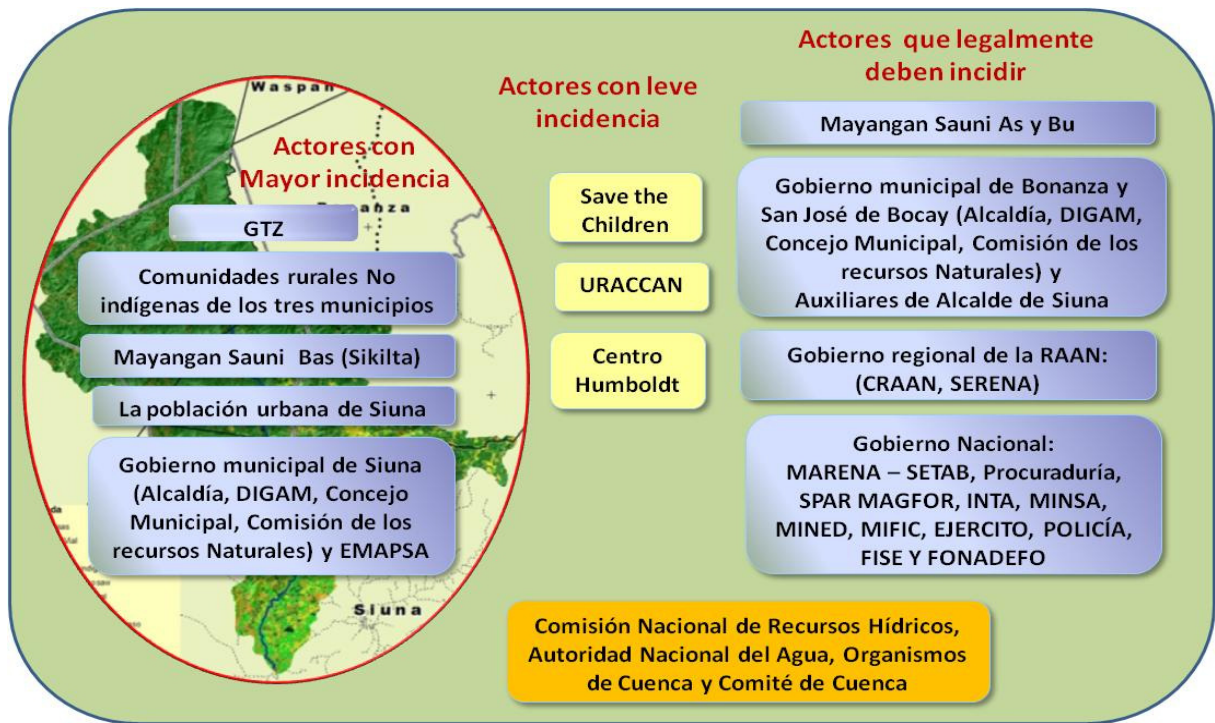 Waspan
Actores con
Mayor incidencia
GTZ
Comunidades rurales No
indígenas de los tres municipios
Mayangan Sauni Bas (Sikilta)
La población urbana de Siuna
Gobierno municipal de Siuna
(Alcaldía, DIGAM, Concejo
Municipal, Comisión de los
recursos Naturales) y EMAPSA
Siuna
Actores con leve
incidencia
Save the
Children
URACCAN
Centro
Humboldt
Actores que legalmente
deben incidir
Mayangan Sauni As y Bu
Gobierno municipal de Bonanza y
San José de Bocay (Alcaldía, DIGAM,
Concejo Municipal, Comisión de los
recursos Naturales) y
Auxiliares de Alcalde de Siuna
Gobierno regional de la RAAN:
(CRAAN, SERENA)
Gobierno Nacional:
MARENA – SETAB, Procuraduría,
SPAR MAGFOR, INTA, MINSA,
MINED, MIFIC, EJERCITO, POLICÍA,
FISE Y FONADEFO
Comisión Nacional de Recursos Hídricos,
Autoridad Nacional del Agua, Organismos
de Cuenca y Comité de Cuenca